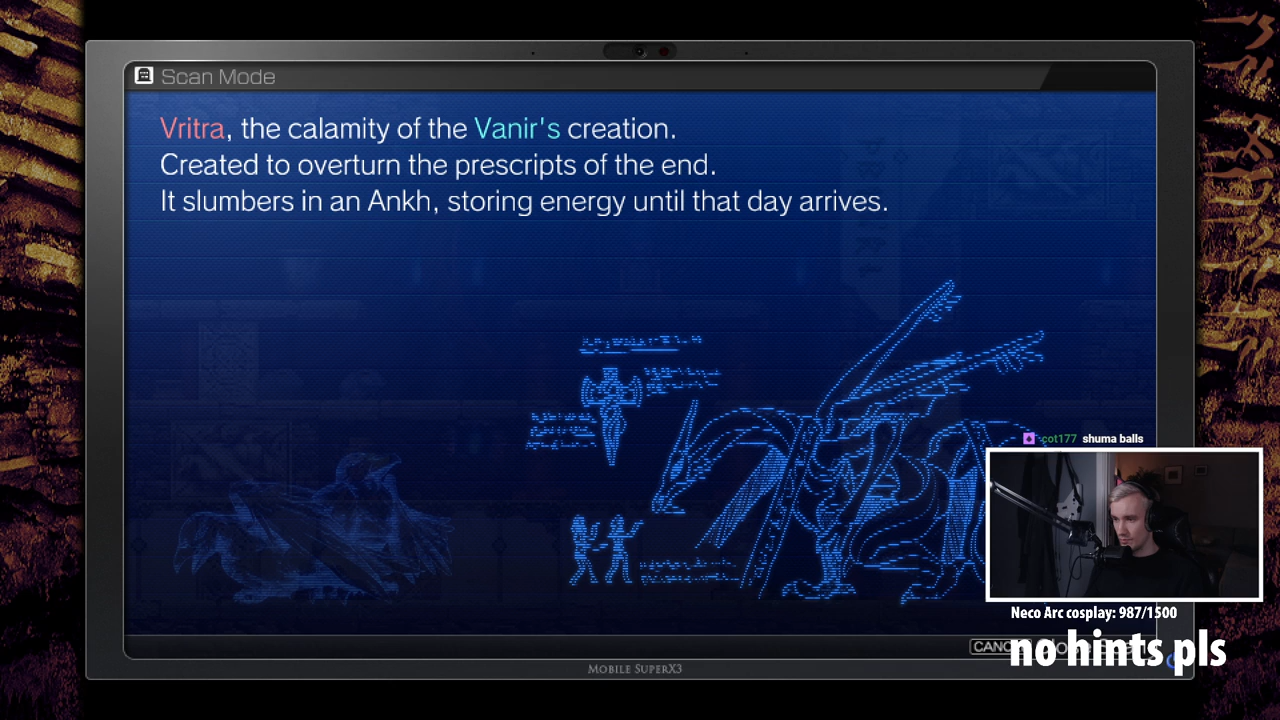 Scan Mode
Vritra, the calamity of the Vanir's creation.
Created to overturn the prescripts of the end.
It slumbers in an Ankh, storing energy until that day arrives.
cot177 shuma balls
Neco Arc cosplay: 987/1500
no hints pls
MOBILE SUPERX3